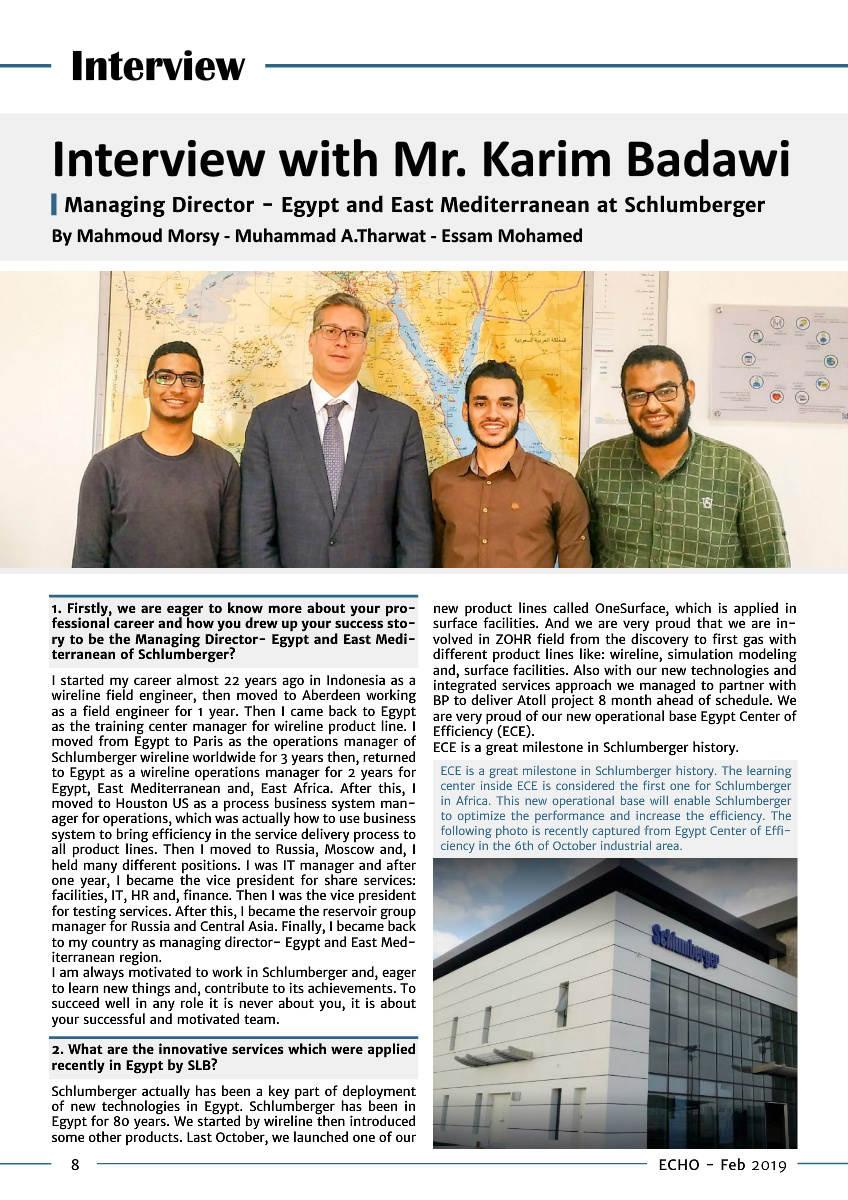 Interview
Interview with Mr. Karim Badawi
Managing Director - Egypt and East Mediterranean at Schlumberger
By Mahmoud Morsy - Muhammad A.Tharwat - Essam Mohamed
المملكة العربية السعودية
1. Firstly, we are eager to know more about your pro-
fessional career and how you drew up your success sto-
ry to be the Managing Director- Egypt and East Medi-
terranean of Schlumberger?
I started my career almost 22 years ago in Indonesia as a
wireline field engineer, then moved to Aberdeen working
as a field engineer for 1 year. Then I came back to Egypt
as the training center manager for wireline product line. I
moved from Egypt to Paris as the operations manager of
Schlumberger wireline worldwide for 3 years then, returned
to Egypt as a wireline operations manager for 2 years for
Egypt, East Mediterranean and, East Africa. After this, I
moved to Houston US as a process business system man-
ager for operations, which was actually how to use business
system to bring efficiency in the service delivery process to
all product lines. Then I moved to Russia, Moscow and, I
held many different positions. I was IT manager and after
one year, I became the vice president for share services:
facilities, IT, HR and, finance. Then I was the vice president
for testing services. After this, I became the reservoir group
manager for Russia and Central Asia. Finally, I became back
to my country as managing director- Egypt and East Med-
iterranean region.
I am always motivated to work in Schlumberger and, eager
to learn new things and, contribute to its achievements. To
succeed well in any role it is never about you, it is about
your successful and motivated team.
2. What are the innovative services which were applied
recently in Egypt by SLB?
Schlumberger actually has been a key part of deployment
of new technologies in Egypt. Schlumberger has been in
Egypt for 80 years. We started by wireline then introduced
some other products. Last October, we launched one of our
new product lines called OneSurface, which is applied in
surface facilities. And we are very proud that we are in-
volved in ZOHR field from the discovery to first gas with
different product lines like: wireline, simulation modeling
and, surface facilities. Also with our new technologies and
integrated services approach we managed to partner with
BP to deliver Atoll project 8 month ahead of schedule. We
are very proud of our new operational base Egypt Center of
Efficiency (ECE).
ECE is a great milestone in Schlumberger history.
ECE is a great milestone in Schlumberger history. The learning
center inside ECE is considered the first one for Schlumberger
in Africa. This new operational base will enable Schlumberger
to optimize the performance and increase the efficiency. The
following photo is recently captured from Egypt Center of Effi-
ciency in the 6th of October industrial area.
Schlumberger
8
ECHO - Feb 2019